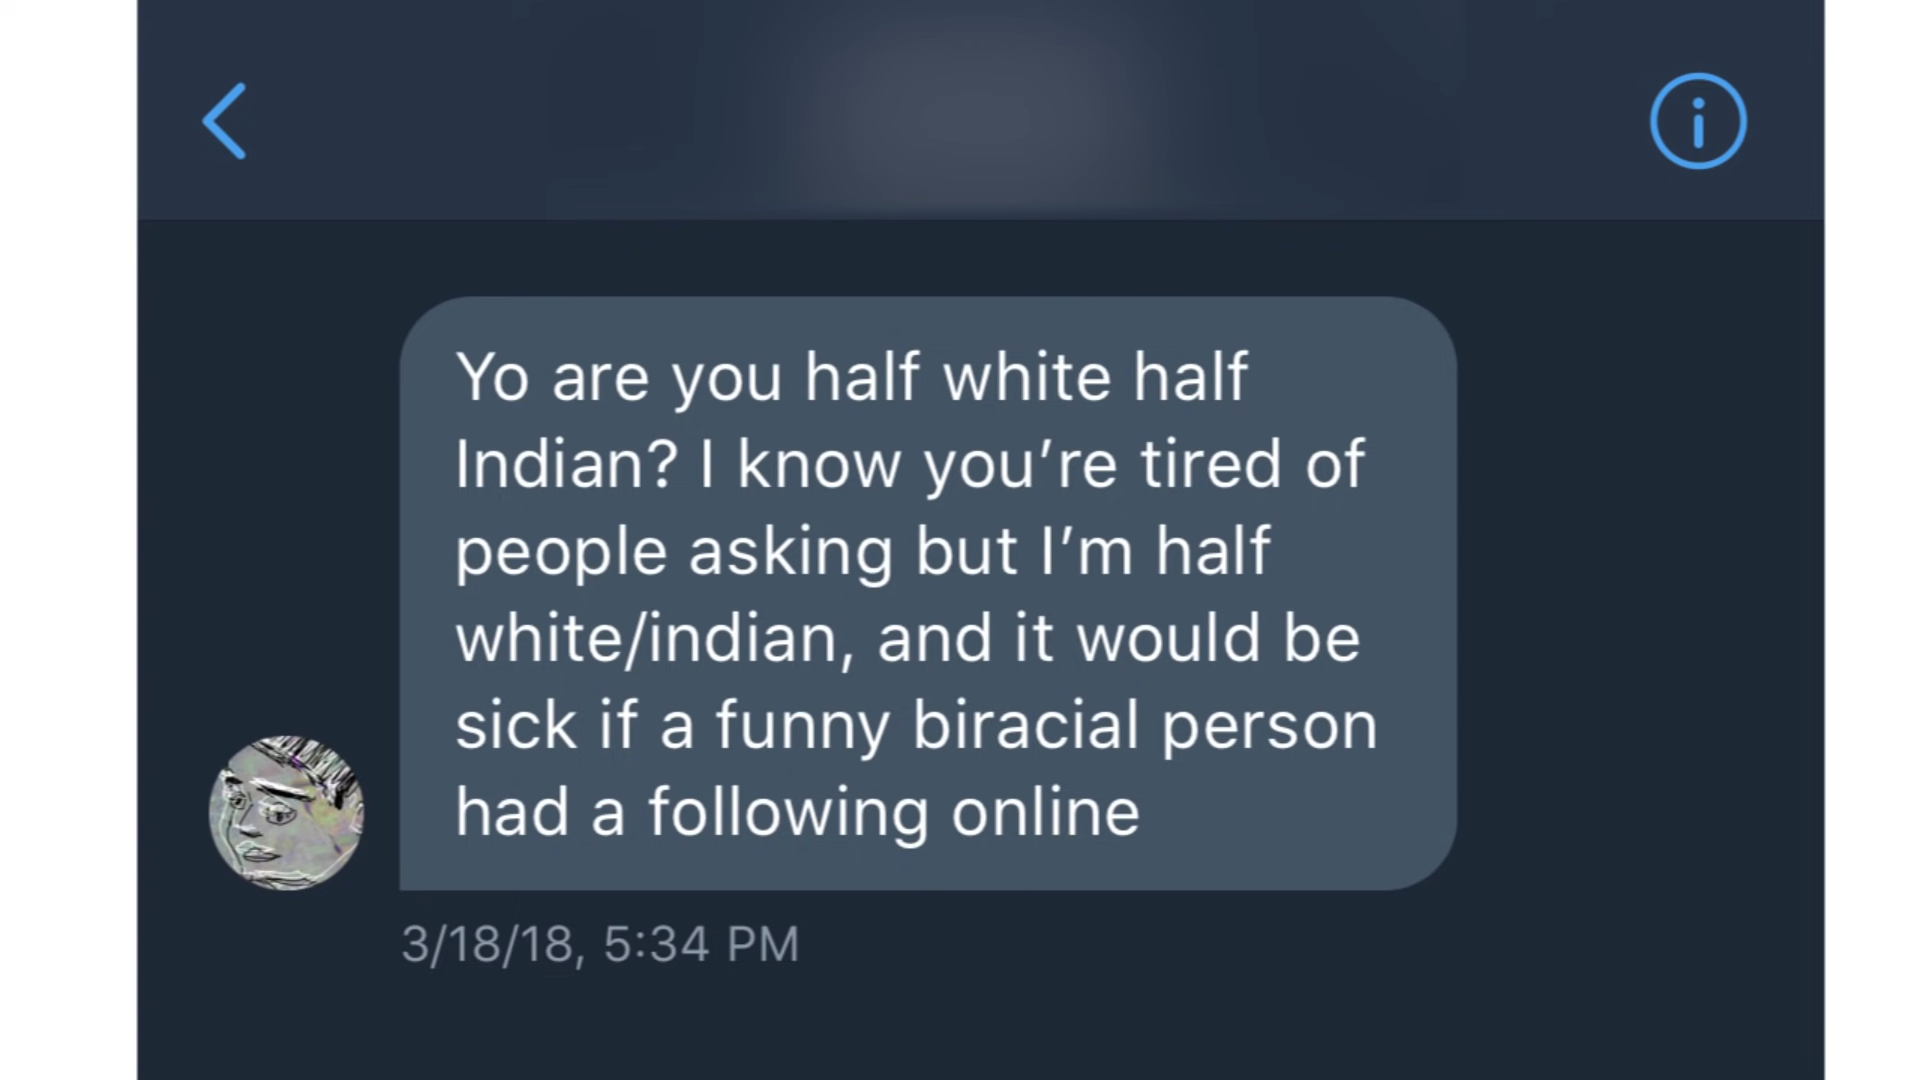 Yo are you half white half
Indian? I know you’re tired of
people asking but I’m half
white/indian, and it would be
sick if a funny biracial person
had a following online
3/18/18, 5:34 PM